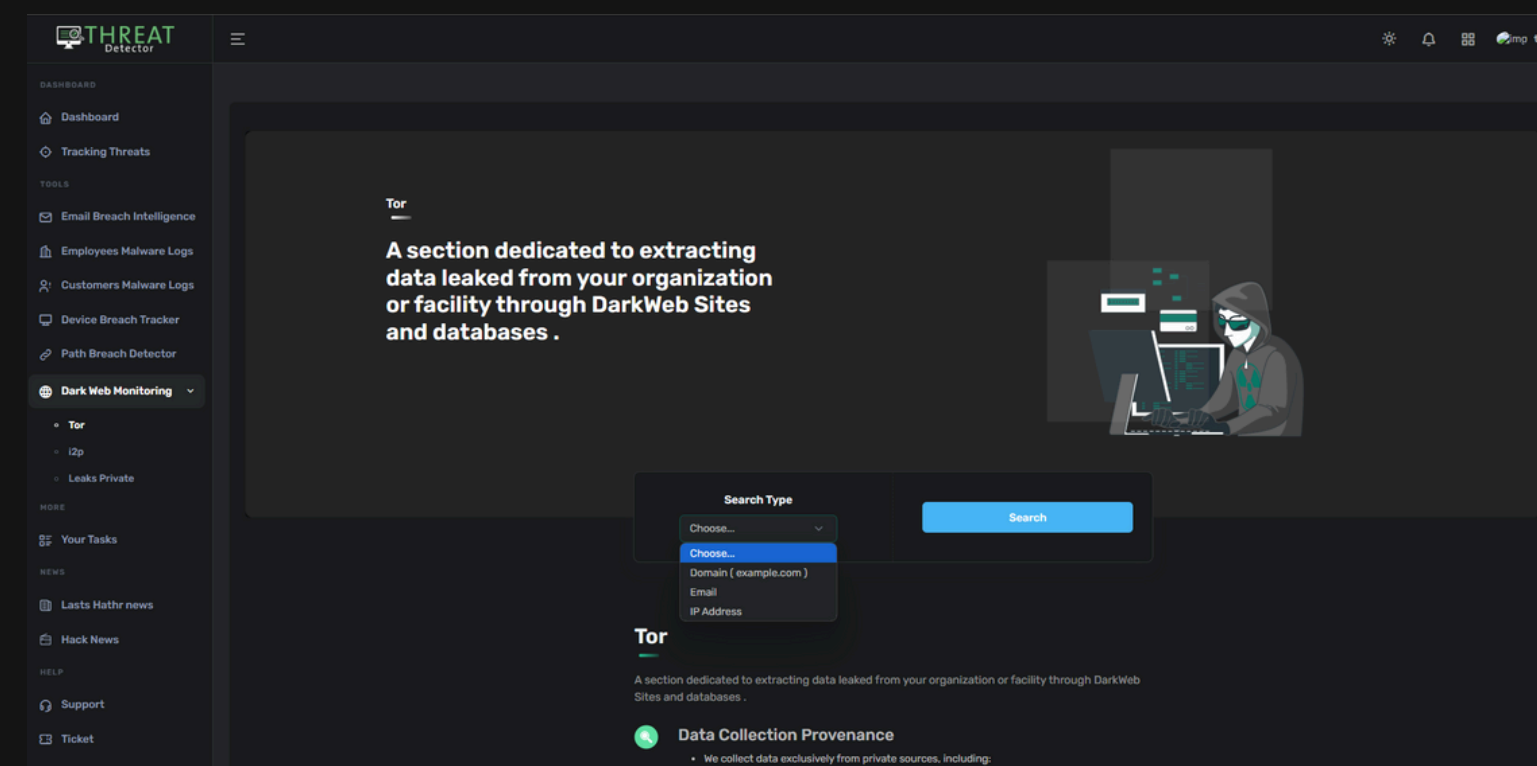 THREAT
Detector
imp
DASHBOARD
Dashboard
Tracking Threats
TOOLS
Email Breach Intelligence
Employees Malware Logs
Customers Malware Logs
Device Breach Tracker
Path Breach Detector
Dark Web Monitoring
Tor
i2p
Leaks Private
MORE
Your Tasks
NEWS
Lasts Hathr news
Hack News
HELP
Support
Ticket
Tor
A section dedicated to extracting
data leaked from your organization
or facility through DarkWeb Sites
and databases .
Search Type
Choose...
Choose...
Domain ( example.com )
Email
IP Address
Search
Tor
A section dedicated to extracting data leaked from your organization or facility through DarkWeb
Sites and databases .
Data Collection Provenance
• We collect data exclusively from private sources, including: